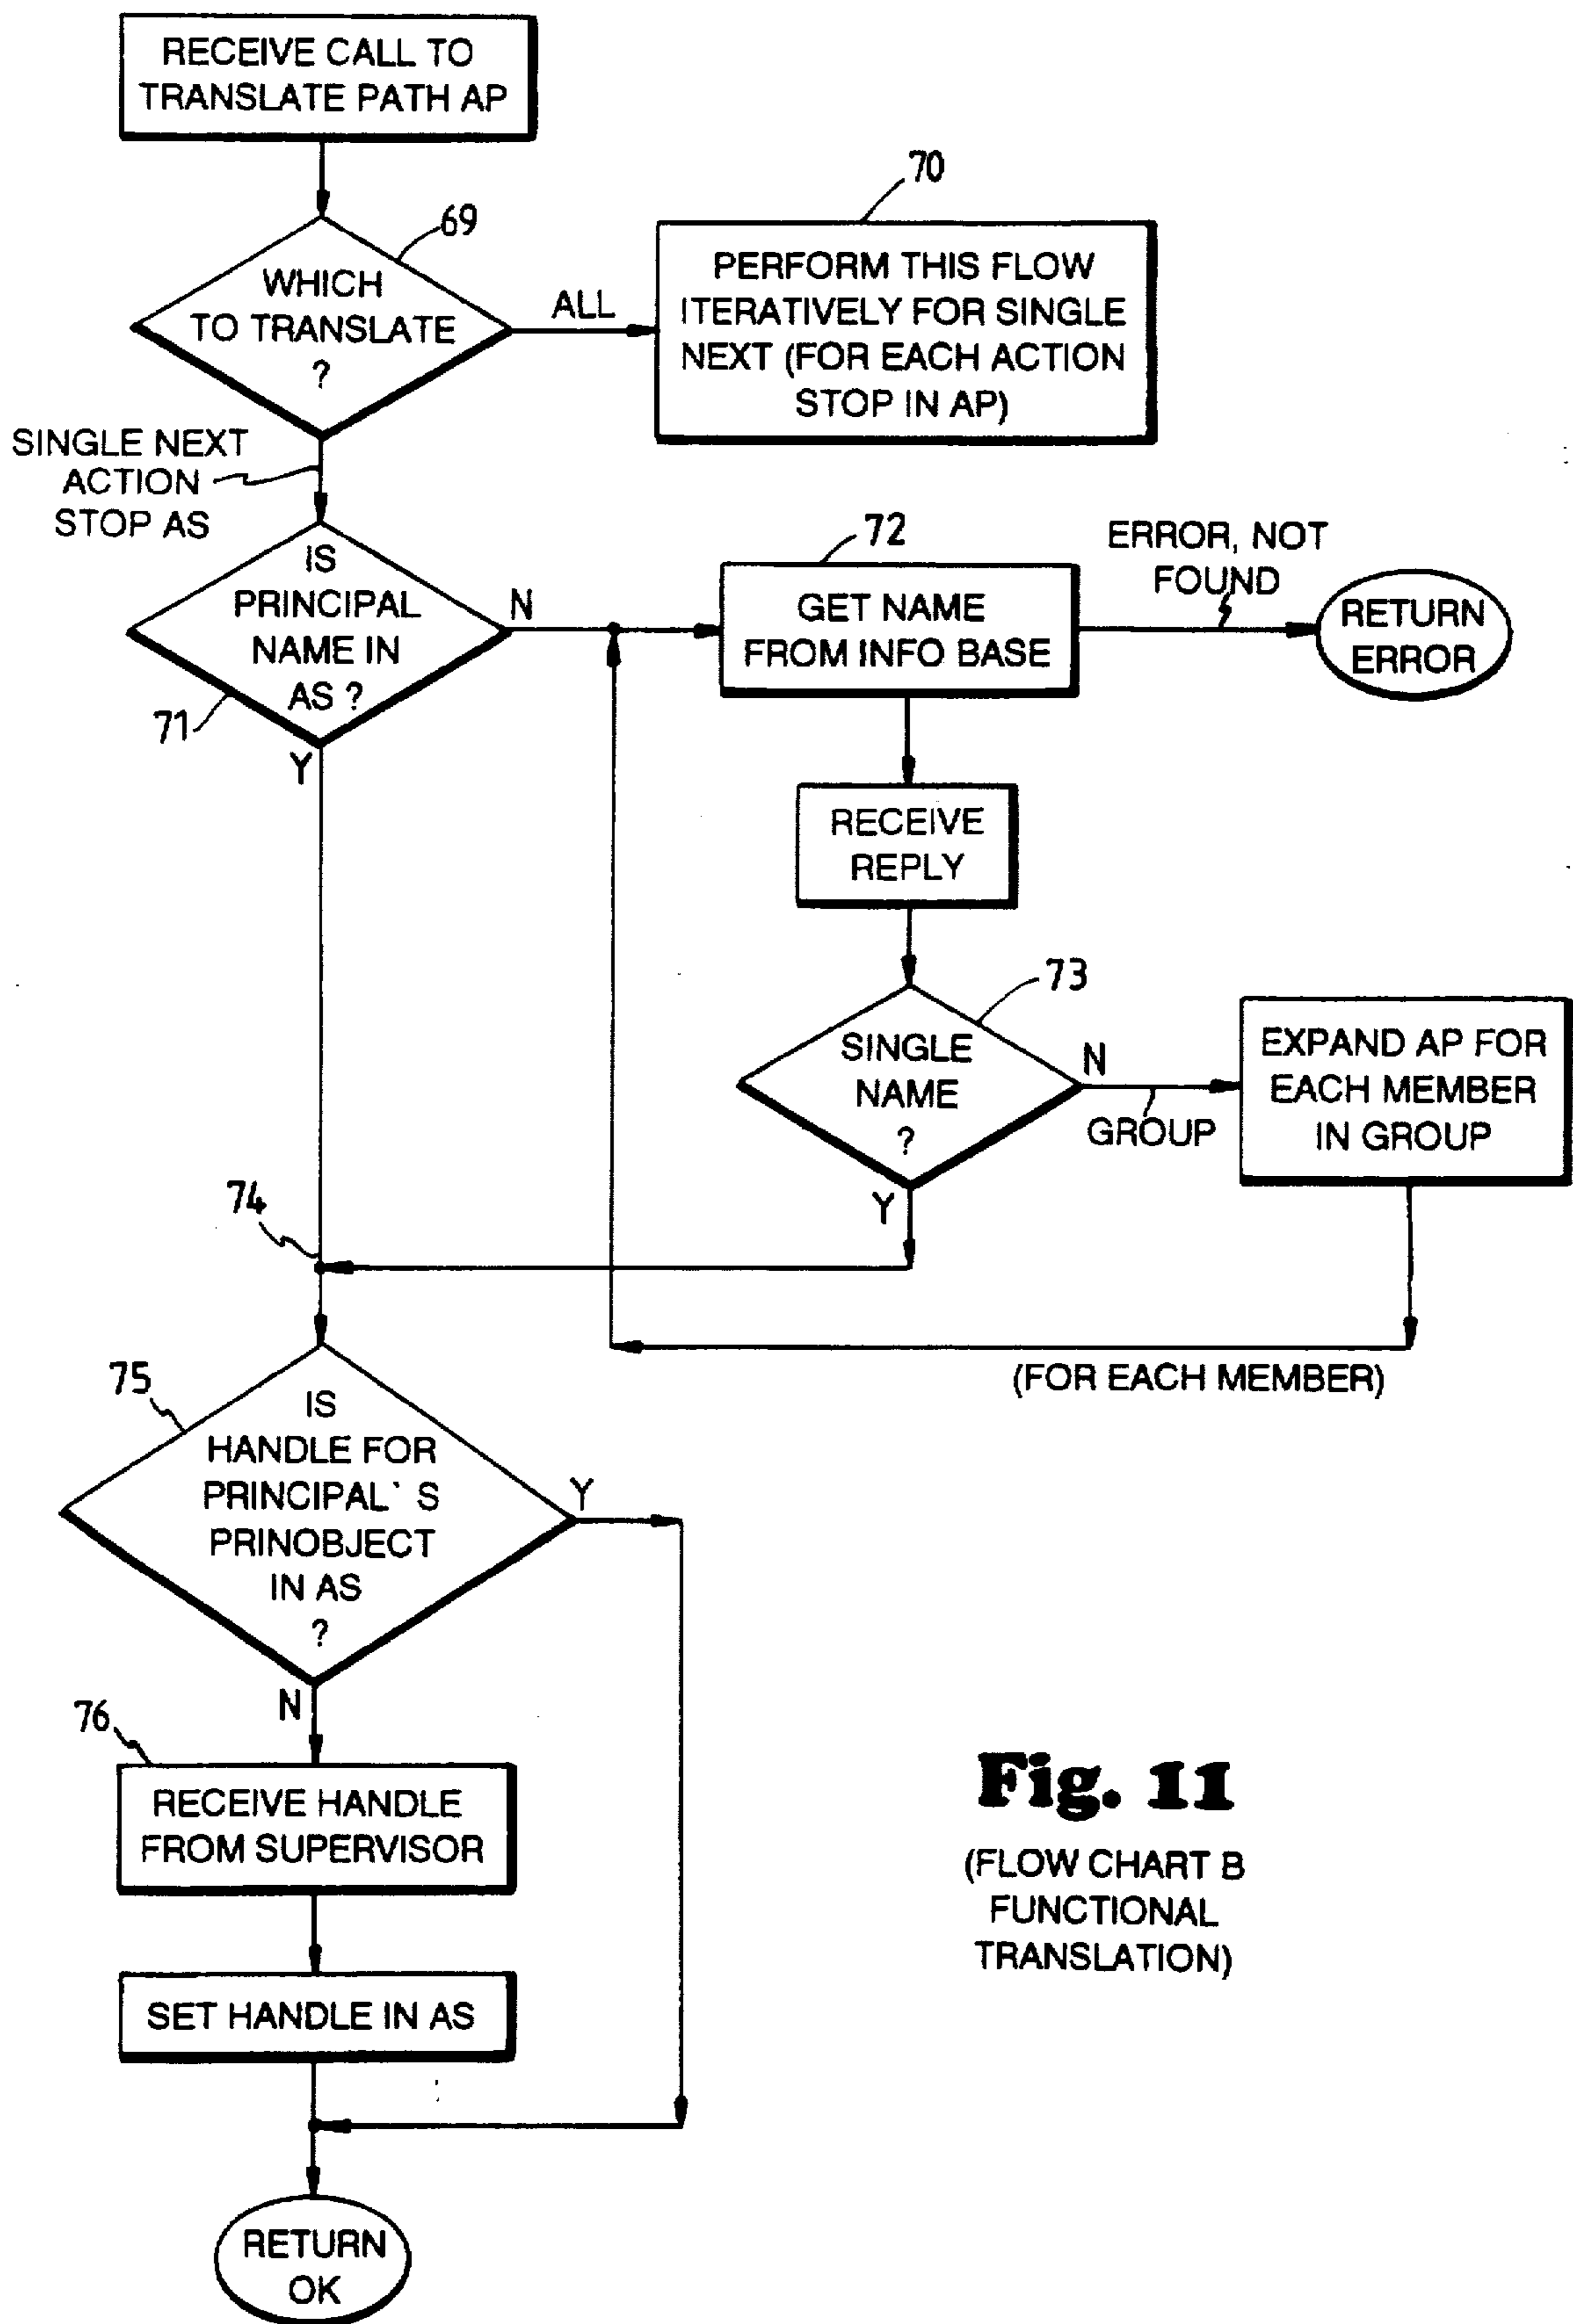 RECEIVE CALL TO
TRANSLATE PATH AP
69
WHICH
TO TRANSLATE
?
ALL
70
PERFORM THIS FLOW
ITERATIVELY FOR SINGLE
NEXT (FOR EACH ACTION
STOP IN AP)
SINGLE NEXT
ACTION
STOP AS
IS
PRINCIPAL
NAME IN
AS ?
71
N
Y
72
GET NAME
FROM INFO BASE
ERROR, NOT
FOUND
RETURN
ERROR
RECEIVE
REPLY
73
SINGLE
NAME
?
N
GROUP
EXPAND AP FOR
EACH MEMBER
IN GROUP
Y
74
(FOR EACH MEMBER)
75
IS
HANDLE FOR
PRINCIPAL` S
PRINOBJECT
IN AS
?
Y
N
76
RECEIVE HANDLE
FROM SUPERVISOR
SET HANDLE IN AS
RETURN
OK
Fig. 11
(FLOW CHART B
FUNCTIONAL
TRANSLATION)